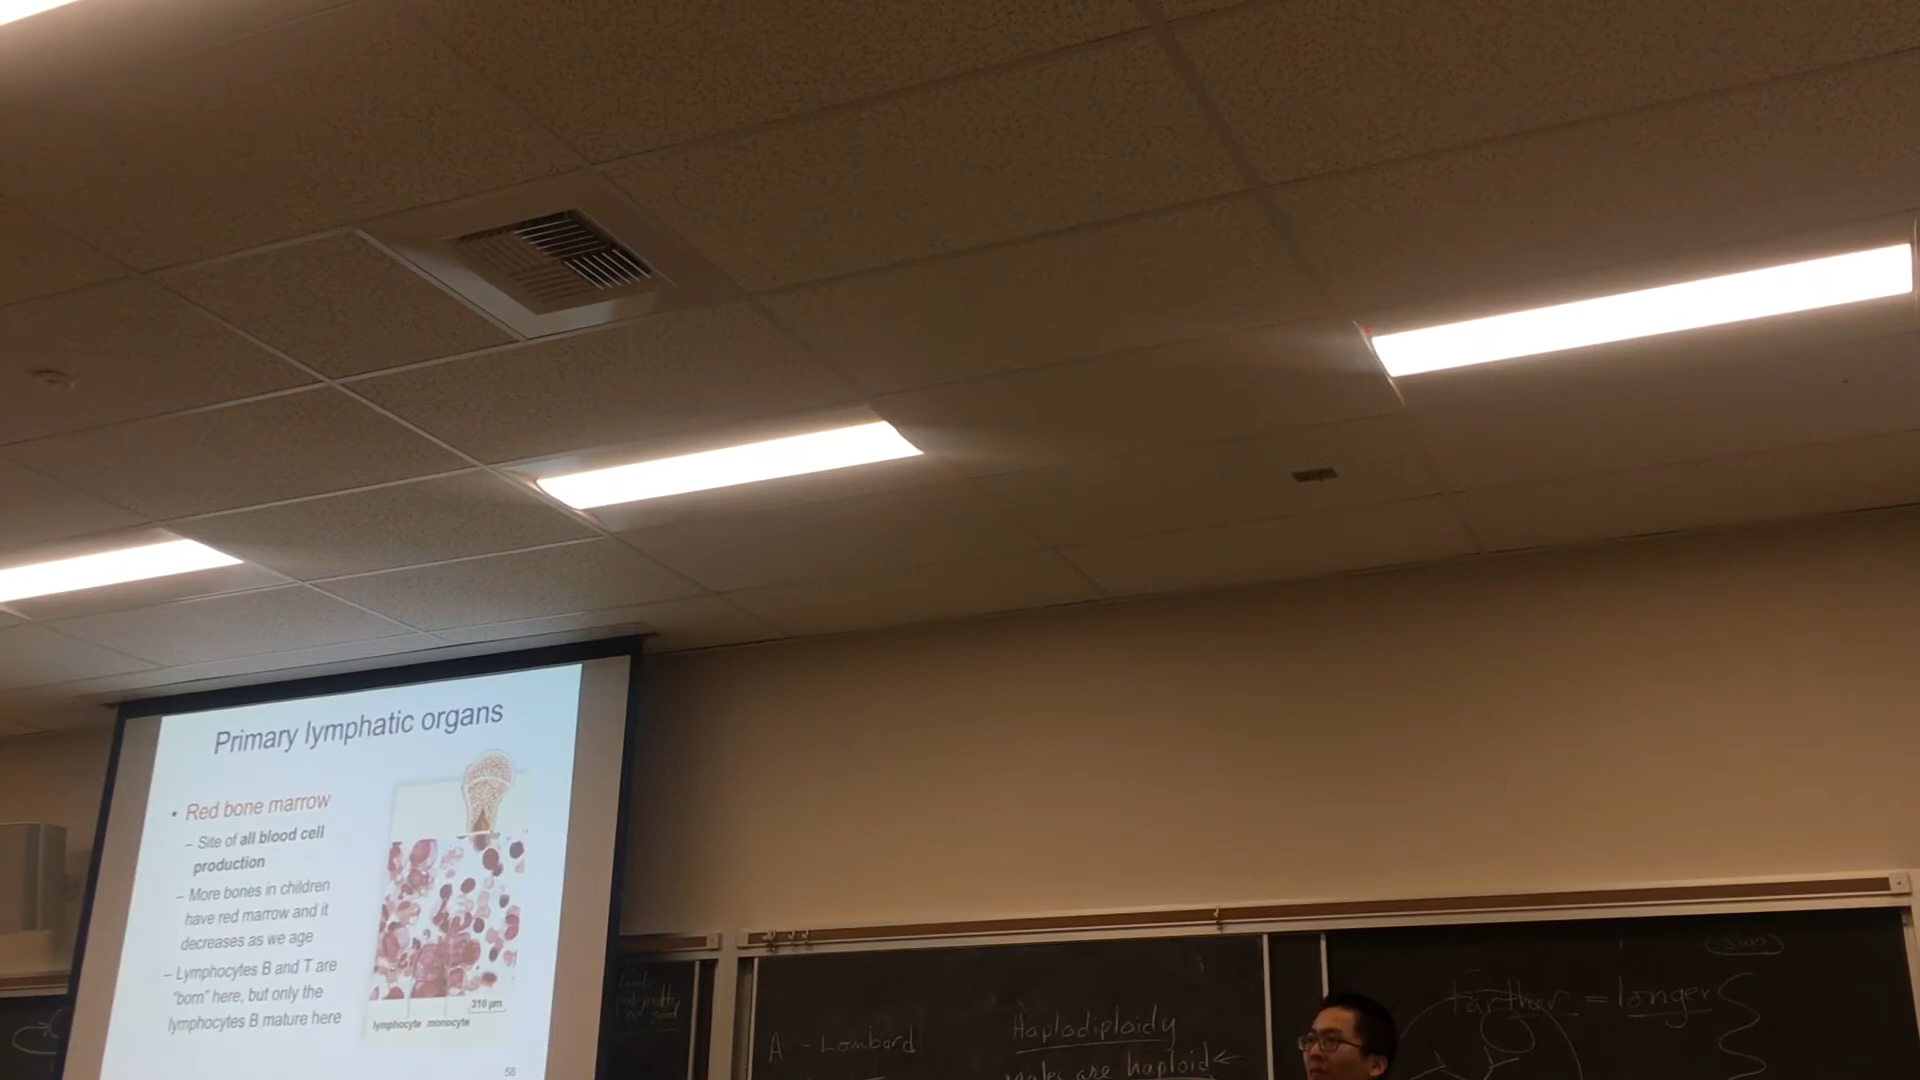 Primary lymphatic organs
• Red bone marrow
– Site of all blood cell
production
– More bones in children
have red marrow and it
decreases as we age
– Lymphocytes B and T are
"born" here, but only the
lymphocytes B mature here
310 µm
lymphocyte monocyte
58
A - Lombard
Haplodiploidy
males are haploid←
(sun)
farther = longer